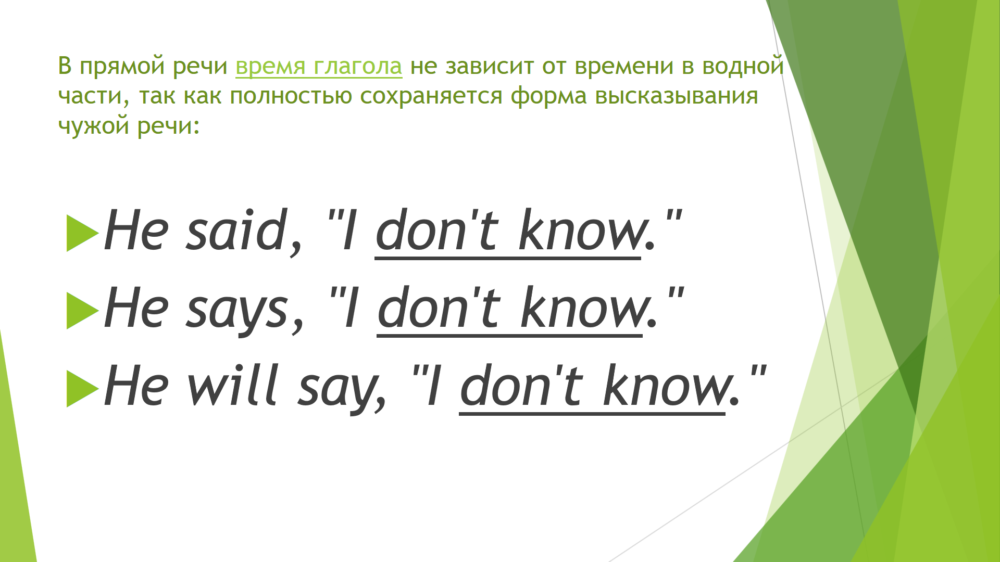 В прямой речи время глагола не зависит от времени в водной
части, так как полностью сохраняется форма высказывания
чужой речи:
He said, "I don't know."
He says, "I don't know."
He will say, "I don't know."